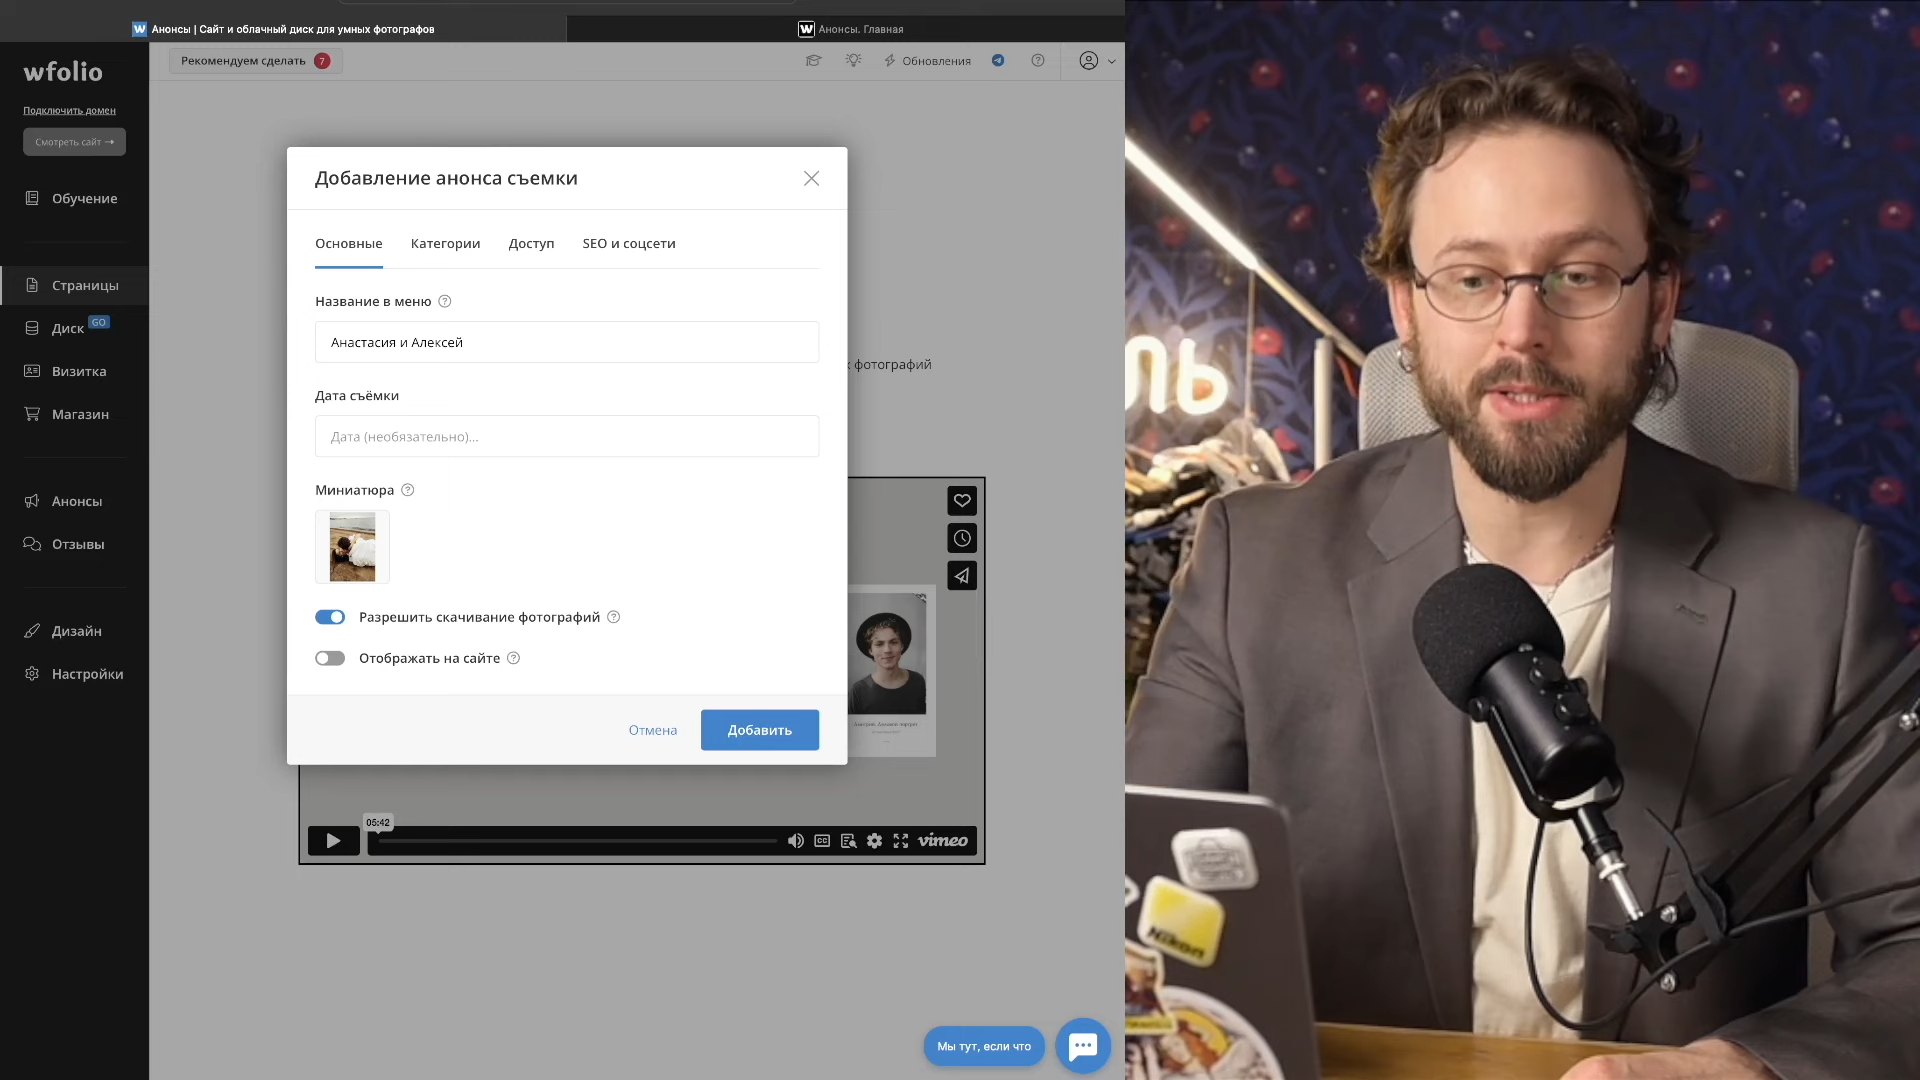 Анонсы | Сайт и облачный диск для умных фотографов
Анонсы. Главная
wfolio
Подключить домен
Смотреть сайт →
Обучение
Страницы
Диск GO
Визитка
Магазин
Анонсы
Отзывы
Дизайн
Настройки
Рекомендуем сделать 7
Обновления
Добавление анонса съемки
Основные Категории Доступ SEO и соцсети
Название в меню
Анастасия и Алексей
Дата съёмки
Дата (необязательно)...
Миниатюра
Разрешить скачивание фотографий
Отображать на сайте
Отмена Добавить
фотографий
05:42
CC
vimeo
Мы тут, если что
ЛЬ
Nikon